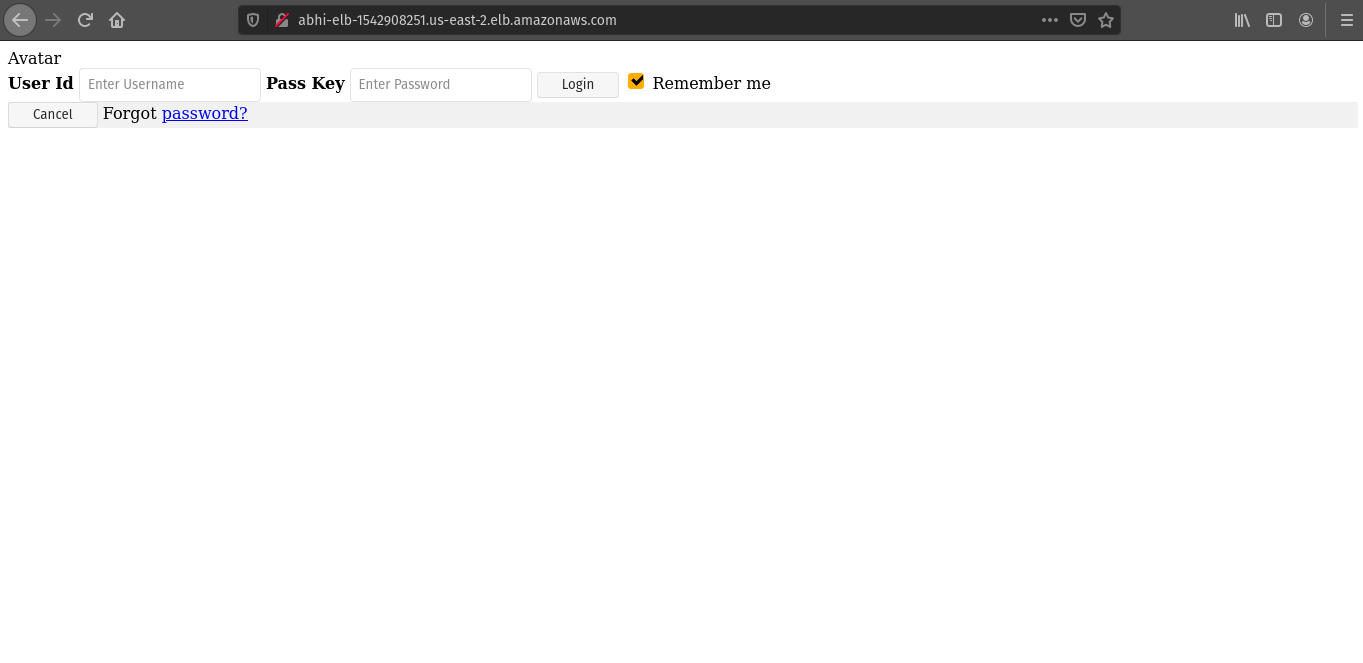 abhi-elb-1542908251.us-east-2.elb.amazonaws.com
Avatar
User Id Enter Username Pass Key Enter Password Login Remember me
Cancel Forgot password?